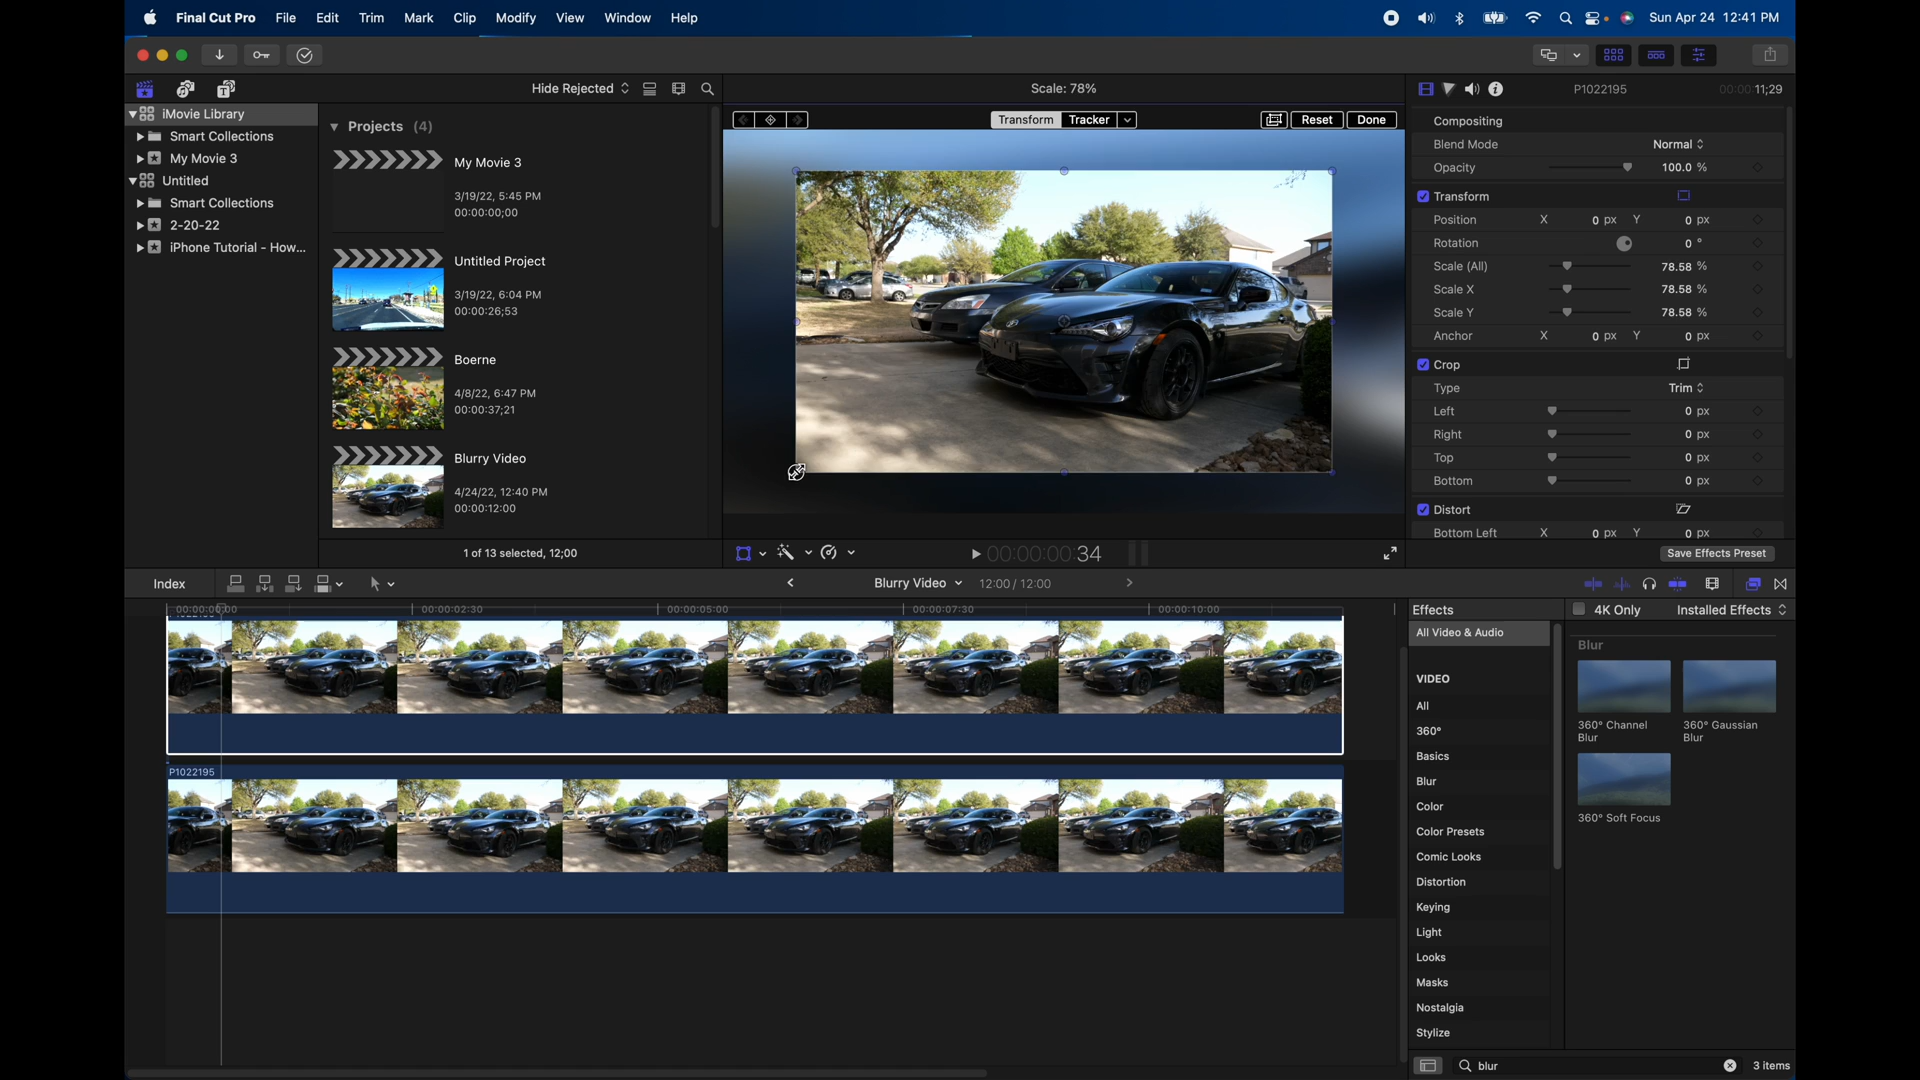 Final Cut Pro File Edit Trim Mark Clip Modify View Window Help Sun Apr 24 12:41 PM
Hide Rejected
Scale: 78%
P1022195 00:00:11;29
iMovie Library
Smart Collections
My Movie 3
Untitled
Smart Collections
2-20-22
iPhone Tutorial - How...
Projects (4)
My Movie 3
3/19/22, 5:45 PM
00:00:00;00
Untitled Project
3/19/22, 6:04 PM
00:00:26;53
Boerne
4/8/22, 6:47 PM
00:00:37;21
Blurry Video
4/24/22, 12:40 PM
00:00:12:00
1 of 13 selected, 12;00
Transform Tracker Reset Done
00:00:00:34
Compositing
Blend Mode Normal
Opacity 100.0 %
Transform
Position X 0 px Y 0 px
Rotation 0 °
Scale (All) 78.58 %
Scale X 78.58 %
Scale Y 78.58 %
Anchor X 0 px Y 0 px
Crop
Type Trim
Left 0 px
Right 0 px
Top 0 px
Bottom 0 px
Distort
Bottom Left X 0 px Y 0 px
Save Effects Preset
Index Blurry Video 12:00 / 12:00
00:00:02:30 00:00:05:00 00:00:07:30 00:00:10:00
P1022195
Effects
4K Only Installed Effects
All Video & Audio
VIDEO
All
360°
Basics
Blur
Color
Color Presets
Comic Looks
Distortion
Keying
Light
Looks
Masks
Nostalgia
Stylize
Blur
360° Channel Blur
360° Gaussian Blur
360° Soft Focus
blur 3 items